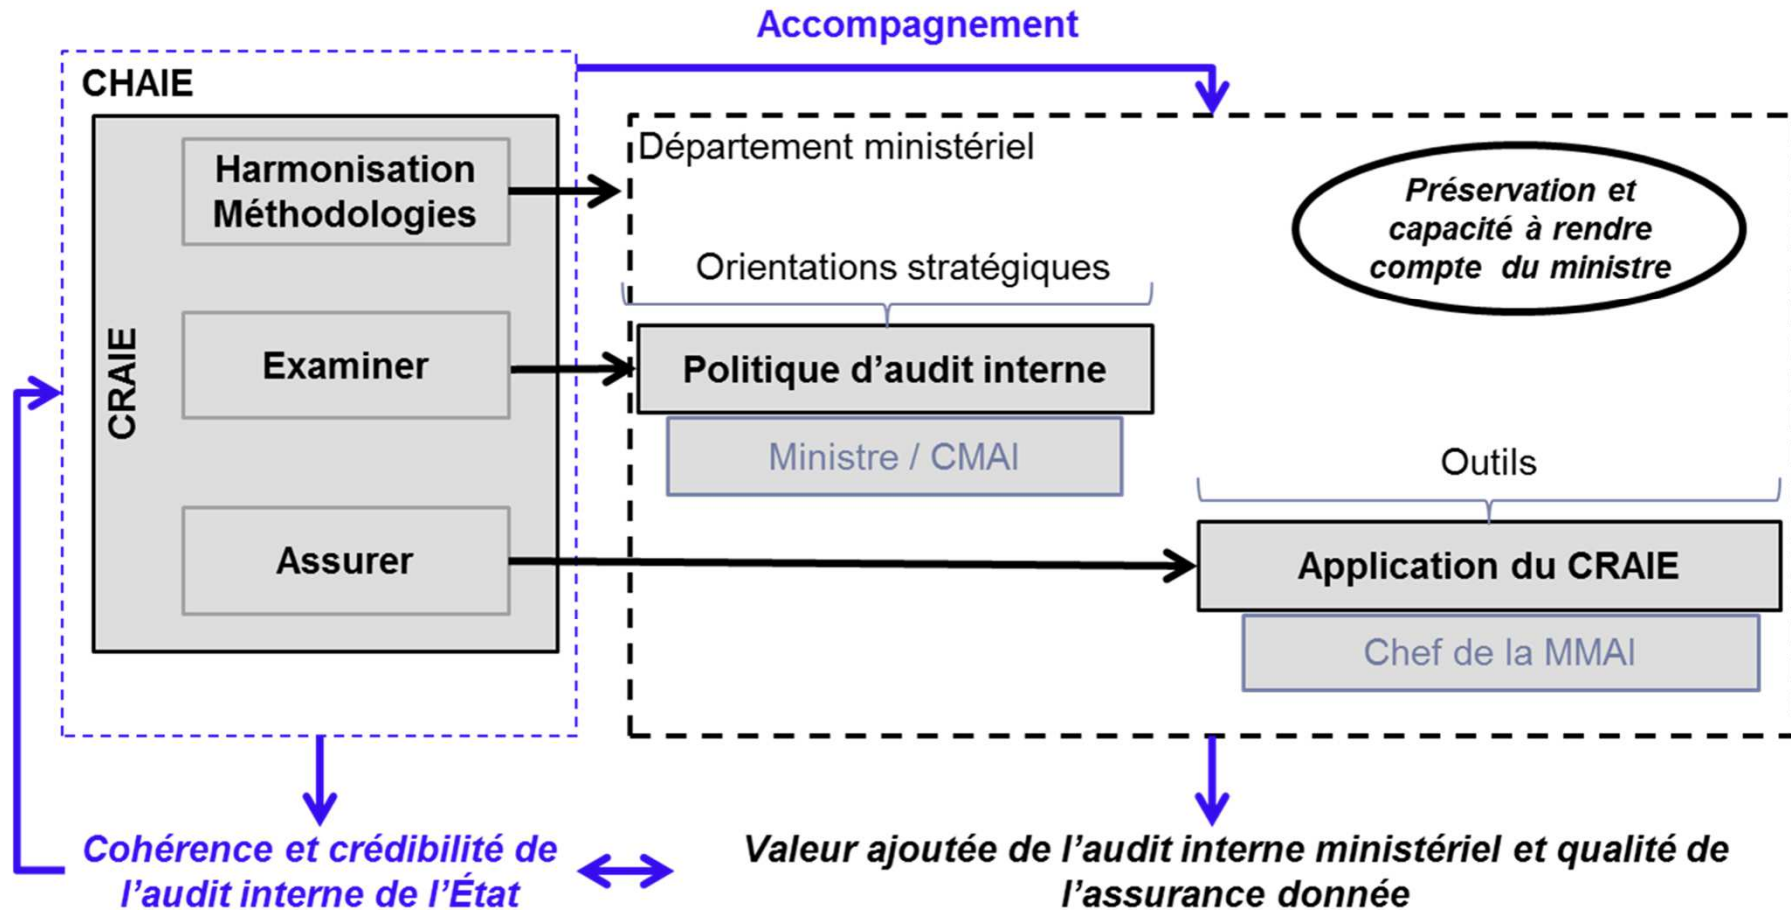 Accompagnement
CHAIE
CRAIE
Harmonisation
Méthodologies
Examiner
Assurer
Département ministériel
Préservation et
capacité à rendre
compte du ministre
Orientations stratégiques
Politique d’audit interne
Ministre / CMAI
Outils
Application du CRAIE
Chef de la MMAI
Cohérence et crédibilité de
l’audit interne de l’État
Valeur ajoutée de l’audit interne ministériel et qualité de
l’assurance donnée